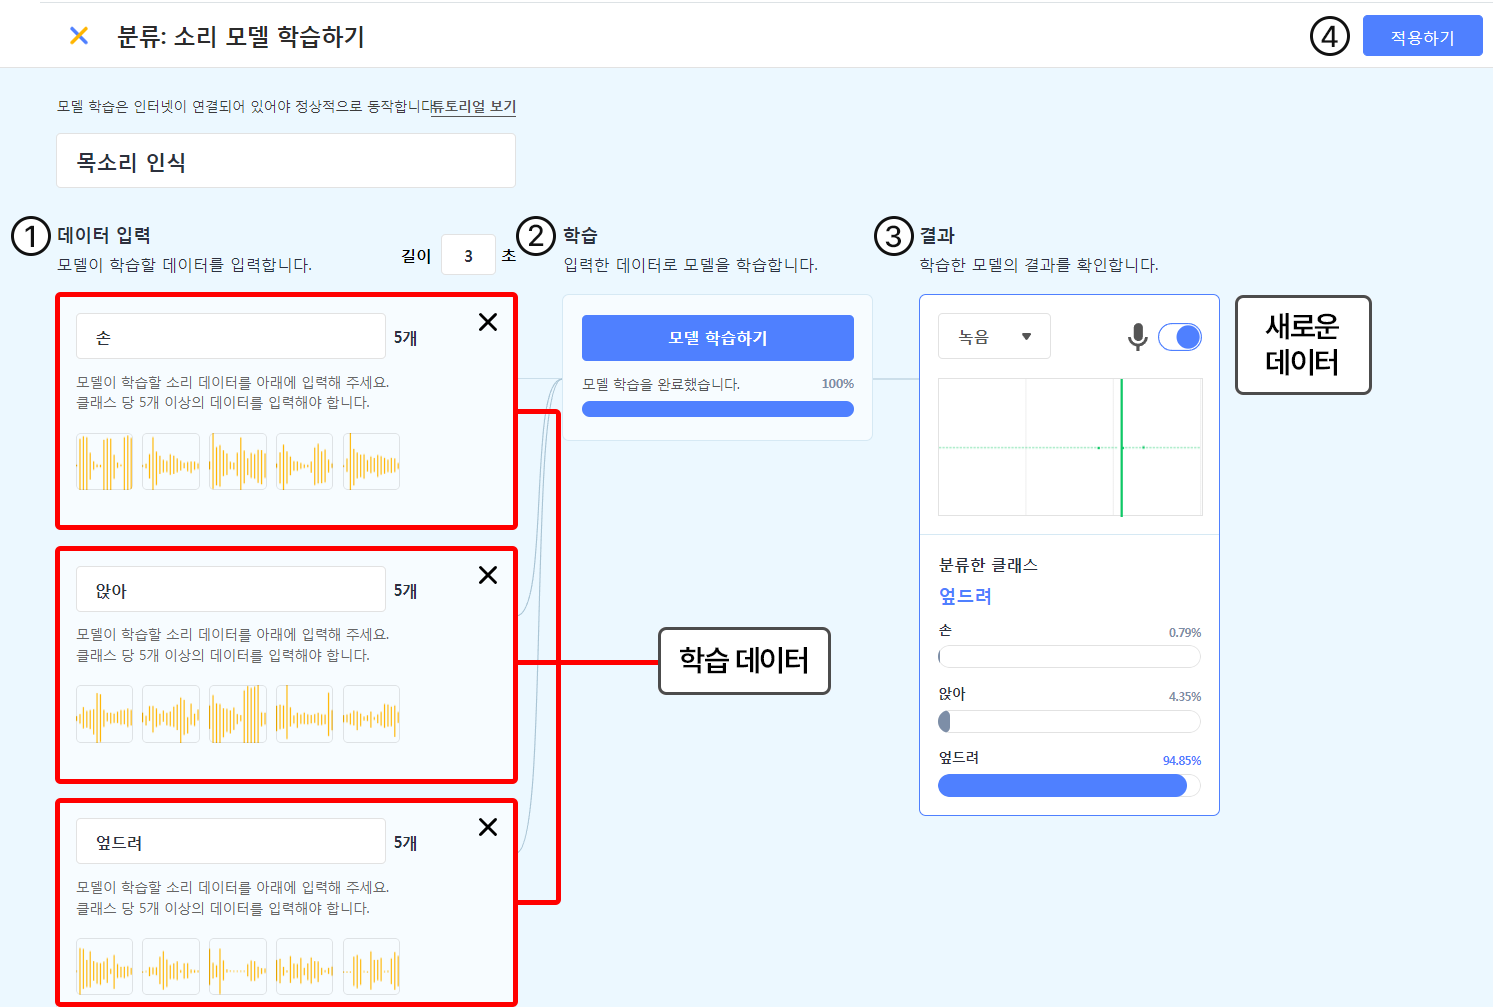 분류: 소리 모델 학습하기
④
적용하기
모델 학습은 인터넷이 연결되어 있어야 정상적으로 동작합니다
튜토리얼 보기
목소리 인식
①
데이터 입력
모델이 학습할 데이터를 입력합니다.
길이 3 초
손
5개
모델이 학습할 소리 데이터를 아래에 입력해 주세요.
클래스 당 5개 이상의 데이터를 입력해야 합니다.
앉아
5개
모델이 학습할 소리 데이터를 아래에 입력해 주세요.
클래스 당 5개 이상의 데이터를 입력해야 합니다.
엎드려
5개
모델이 학습할 소리 데이터를 아래에 입력해 주세요.
클래스 당 5개 이상의 데이터를 입력해야 합니다.
학습 데이터
②
학습
입력한 데이터로 모델을 학습합니다.
모델 학습하기
모델 학습을 완료했습니다. 100%
③
결과
학습한 모델의 결과를 확인합니다.
녹음
새로운
데이터
분류한 클래스
엎드려
손 0.79%
앉아 4.35%
엎드려 94.85%